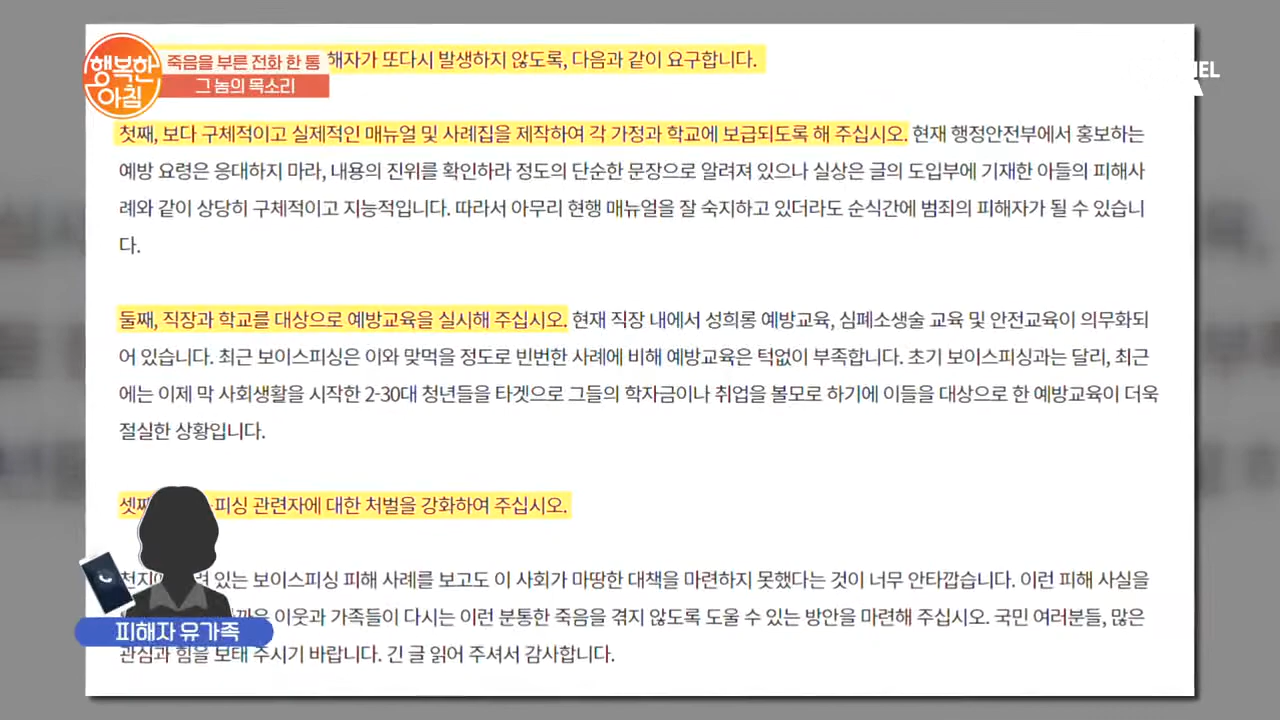 행복한
아침
죽음을 부른 전화 한 통
그 놈의 목소리
해자가 또다시 발생하지 않도록, 다음과 같이 요구합니다.
첫째, 보다 구체적이고 실제적인 매뉴얼 및 사례집을 제작하여 각 가정과 학교에 보급되도록 해 주십시오. 현재 행정안전부에서 홍보하는
예방 요령은 응대하지 마라, 내용의 진위를 확인하라 정도의 단순한 문장으로 알려져 있으나 실상은 글의 도입부에 기재한 아들의 피해사
례와 같이 상당히 구체적이고 지능적입니다. 따라서 아무리 현행 매뉴얼을 잘 숙지하고 있더라도 순식간에 범죄의 피해자가 될 수 있습니
다.
둘째, 직장과 학교를 대상으로 예방교육을 실시해 주십시오. 현재 직장 내에서 성희롱 예방교육, 심폐소생술 교육 및 안전교육이 의무화되
어 있습니다. 최근 보이스피싱은 이와 맞먹을 정도로 빈번한 사례에 비해 예방교육은 턱없이 부족합니다. 초기 보이스피싱과는 달리, 최근
에는 이제 막 사회생활을 시작한 2-30대 청년들을 타겟으로 그들의 학자금이나 취업을 볼모로 하기에 이들을 대상으로 한 예방교육이 더욱
절실한 상황입니다.
피싱 관련자에 대한 처벌을 강화하여 주십시오.
있는 보이스피싱 피해 사례를 보고도 이 사회가 마땅한 대책을 마련하지 못했다는 것이 너무 안타깝습니다. 이런 피해 사실을
이웃과 가족들이 다시는 이런 분통한 죽음을 겪지 않도록 도울 수 있는 방안을 마련해 주십시오. 국민 여러분들, 많은
관심과 힘을 보태 주시기 바랍니다. 긴 글 읽어 주셔서 감사합니다.
피해자 유가족